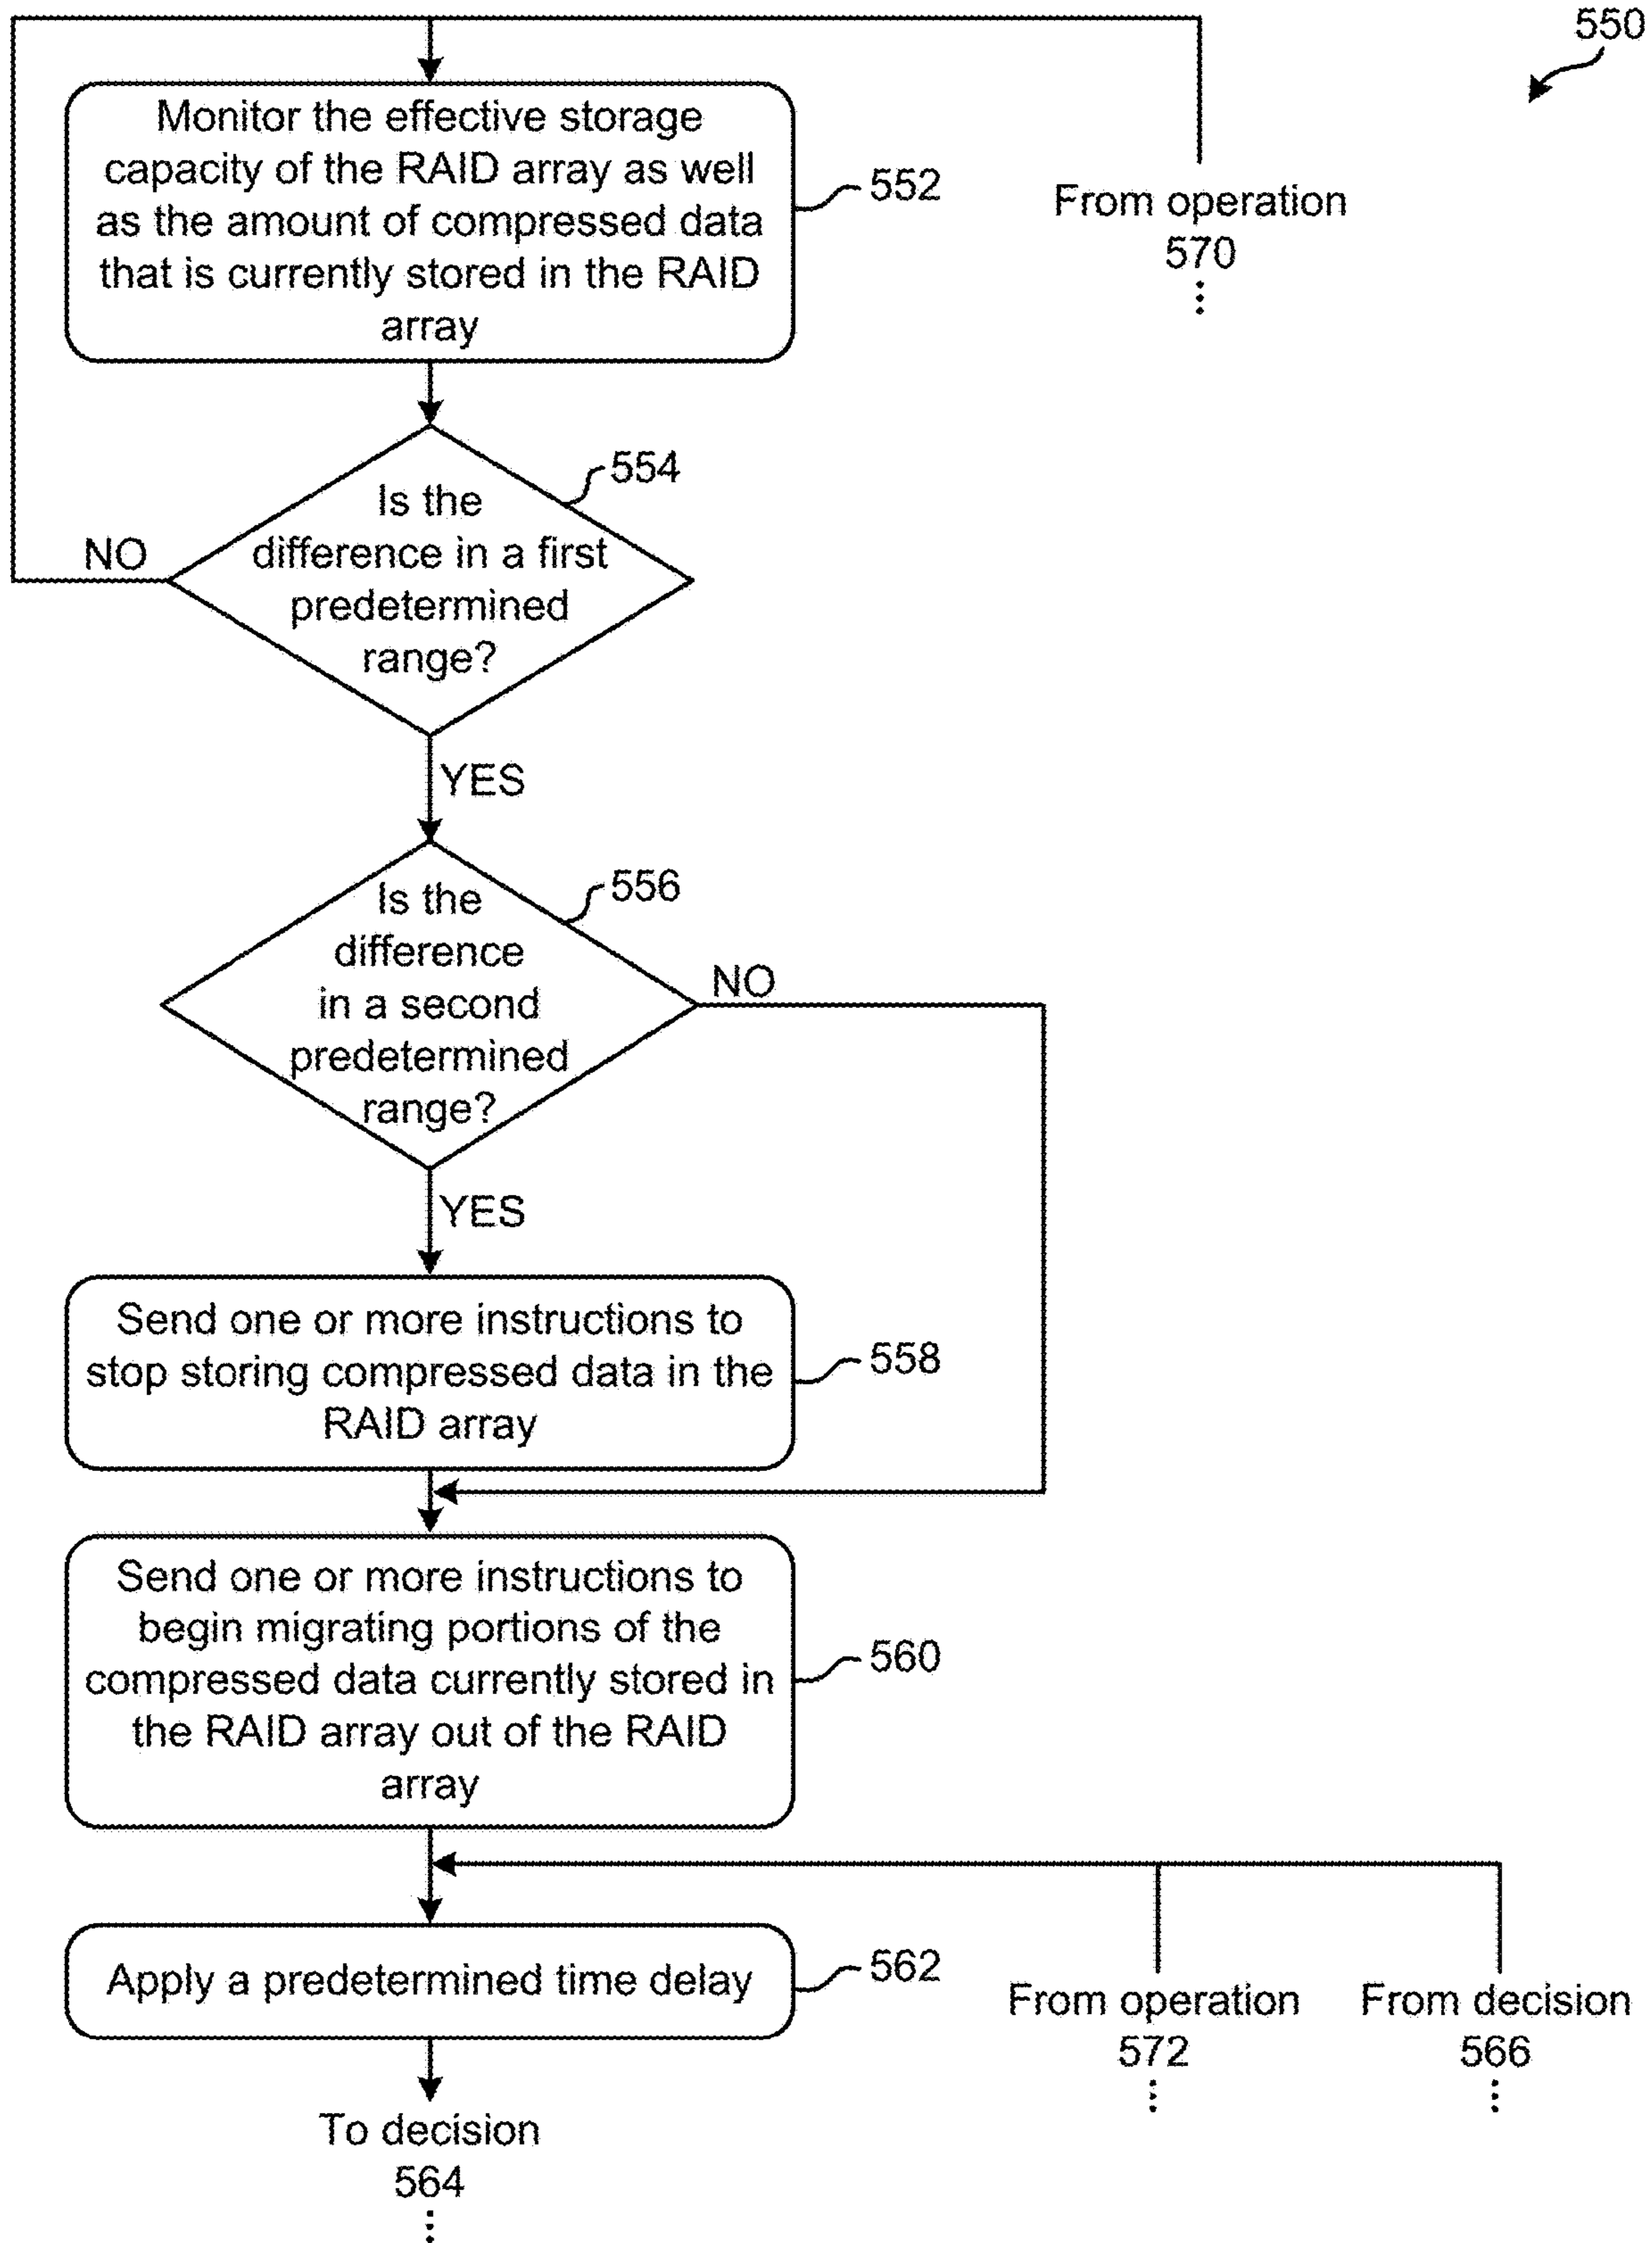 550
Monitor the effective storage
capacity of the RAID array as well
as the amount of compressed data
that is currently stored in the RAID
array
552
From operation
570
⋮
554
Is the
difference in a first
predetermined
range?
NO
YES
556
Is the
difference
in a second
predetermined
range?
NO
YES
Send one or more instructions to
stop storing compressed data in the
RAID array
558
Send one or more instructions to
begin migrating portions of the
compressed data currently stored in
the RAID array out of the RAID
array
560
Apply a predetermined time delay
562
From operation
572
⋮
From decision
566
⋮
To decision
564
⋮